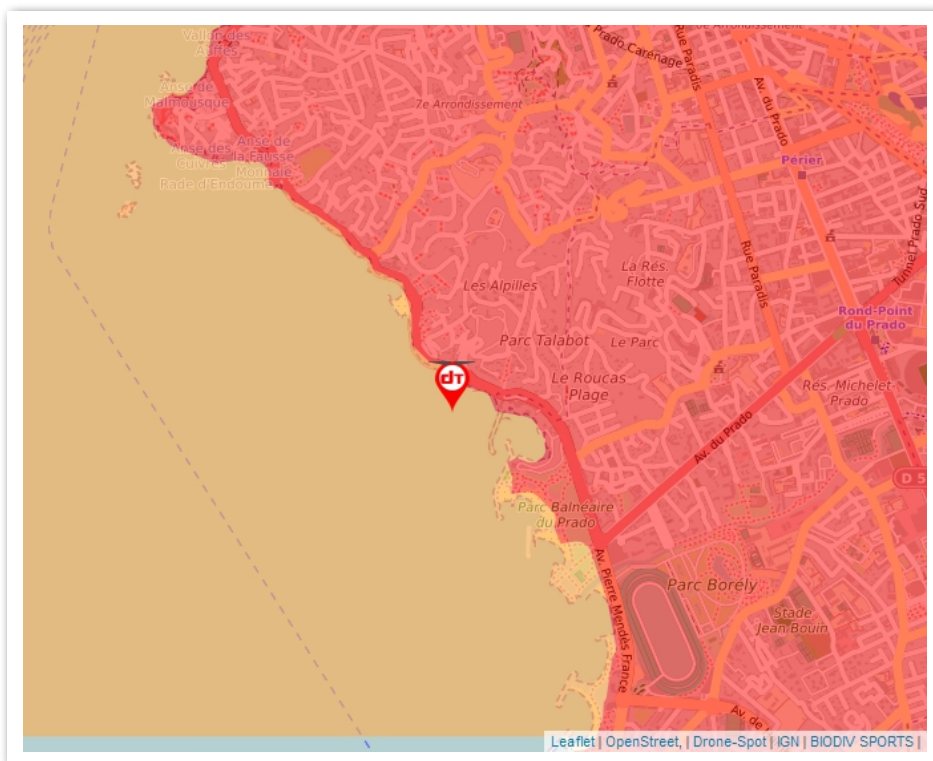 Vallon des
Auffes
Prado Carénage
Rue Paradis
Arrondissement
Anse de
Malmousque
7e Arrondissement
Av. du Prado
Anse des
Cuivres
Anse de
la Fausse
Monnaie
Rade d'Endoume
Périer
Tunnel Prado Sud
Rue Paradis
La Rés.
Flotte
Les Alpilles
Rond-Point
du Prado
Parc Talabot
Le Parc
dT
Le Roucas
Plage
Rés. Michelet-
Prado
Av. du Prado
D 5
Parc Balnéaire
du Prado
Av. Pierre Mendès France
Parc Borély
Stade
Jean Bouin
Av. de
Leaflet | OpenStreet, | Drone-Spot | IGN | BIODIV SPORTS |